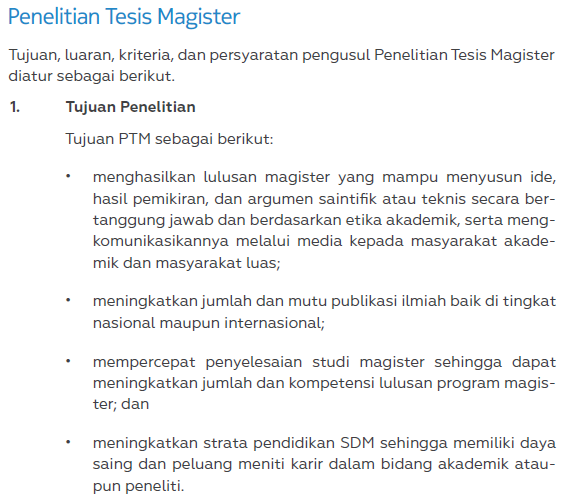 Penelitian Tesis Magister
Tujuan, luaran, kriteria, dan persyaratan pengusul Penelitian Tesis Magister
diatur sebagai berikut.
1. Tujuan Penelitian
Tujuan PTM sebagai berikut:
• menghasilkan lulusan magister yang mampu menyusun ide,
hasil pemikiran, dan argumen saintifik atau teknis secara ber-
tanggung jawab dan berdasarkan etika akademik, serta meng-
komunikasikannya melalui media kepada masyarakat akade-
mik dan masyarakat luas;
• meningkatkan jumlah dan mutu publikasi ilmiah baik di tingkat
nasional maupun internasional;
• mempercepat penyelesaian studi magister sehingga dapat
meningkatkan jumlah dan kompetensi lulusan program magis-
ter; dan
• meningkatkan strata pendidikan SDM sehingga memiliki daya
saing dan peluang meniti karir dalam bidang akademik atau-
pun peneliti.